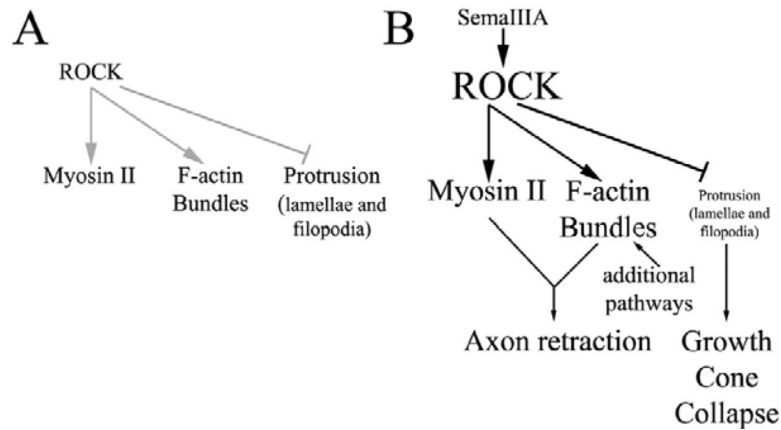 A
ROCK
Myosin II
F-actin
Bundles
Protrusion
(lamellae and
filopodia)
B
SemaIIIA
ROCK
Myosin II
F-actin
Bundles
Protrusion
(lamellae and
filopodia)
additional
pathways
Axon retraction
Growth
Cone
Collapse